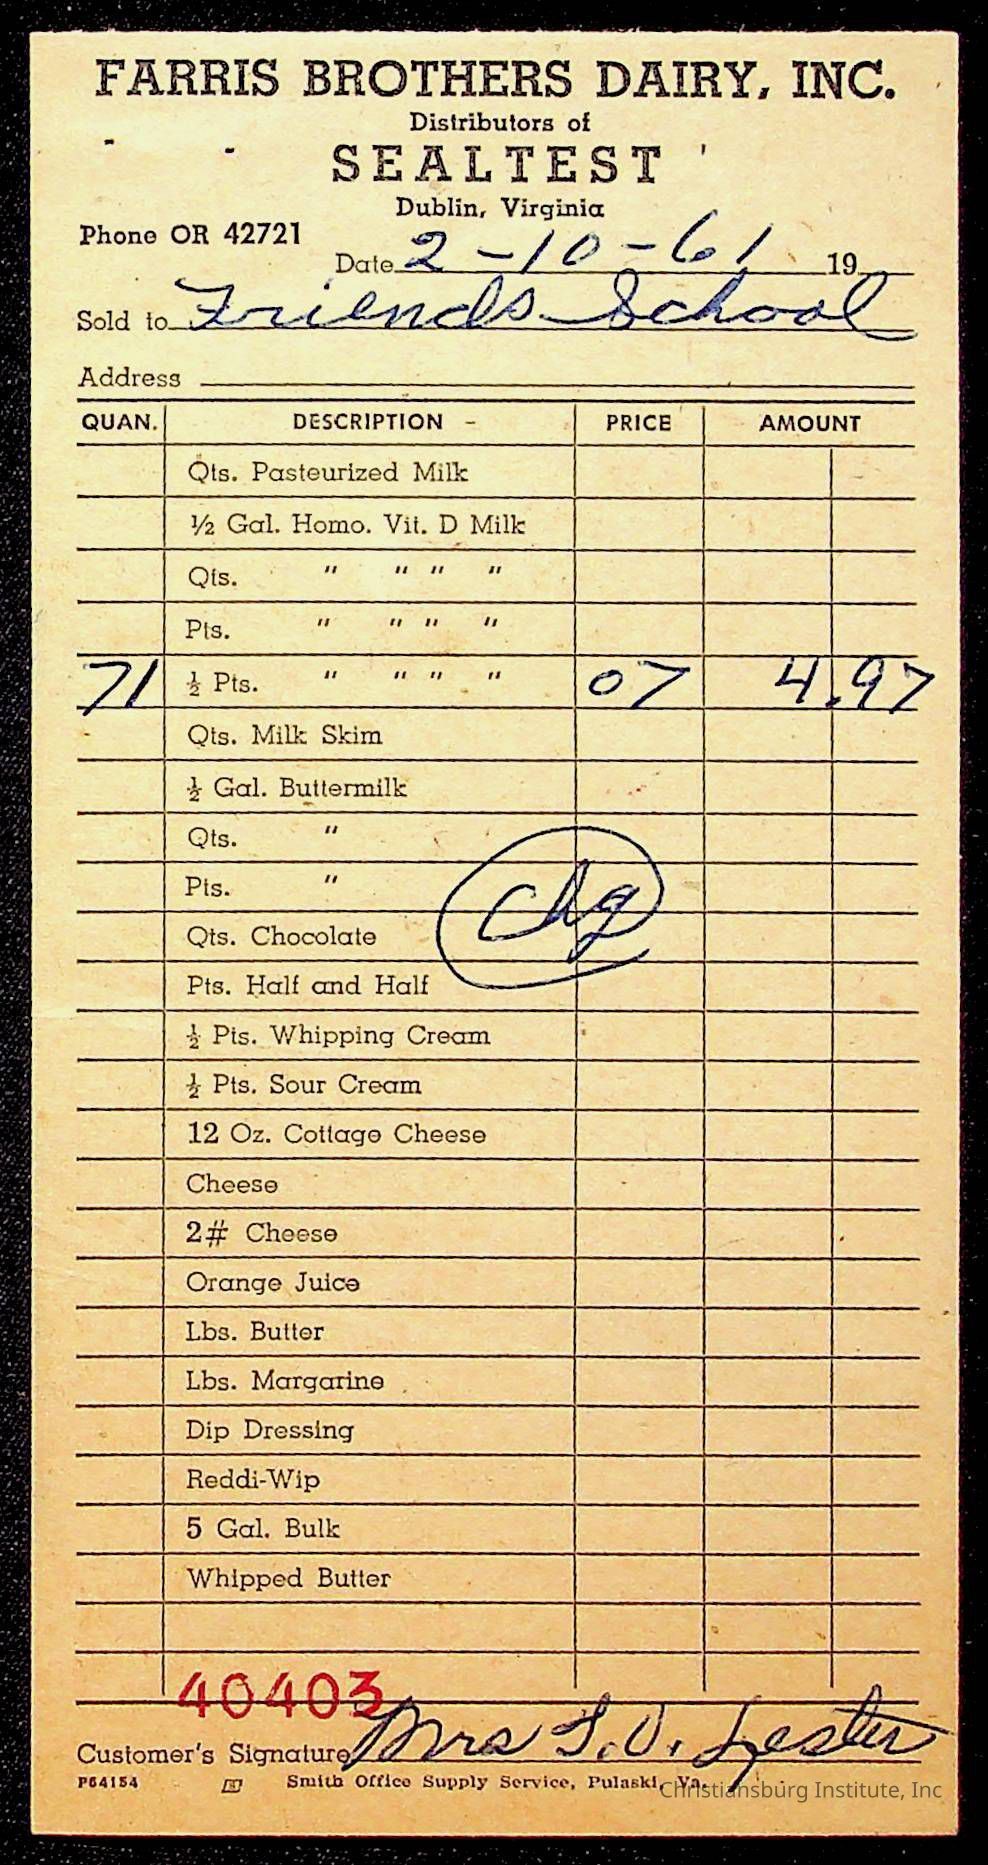 FARRIS BROTHERS DAIRY, INC.
Distributors of
SEALTEST
Dublin, Virginia
Phone OR 42721
Date 2-10-61 19
Sold to Friends School
Address
QUAN. DESCRIPTION PRICE AMOUNT
Qts. Pasteurized Milk
½ Gal. Homo. Vit. D Milk
Qts. " " " "
Pts. " " " "
71 ½ Pts. " " " " 07 4.97
Qts. Milk Skim
½ Gal. Buttermilk
Qts. "
Pts. "
Chg
Qts. Chocolate
Pts. Half and Half
½ Pts. Whipping Cream
½ Pts. Sour Cream
12 Oz. Cottage Cheese
Cheese
2# Cheese
Orange Juice
Lbs. Butter
Lbs. Margarine
Dip Dressing
Reddi-Wip
5 Gal. Bulk
Whipped Butter
40403
Customer's Signature Mrs Lester
P64154 Smith Office Supply Service, Pulaski, Va.
Christiansburg Institute, Inc